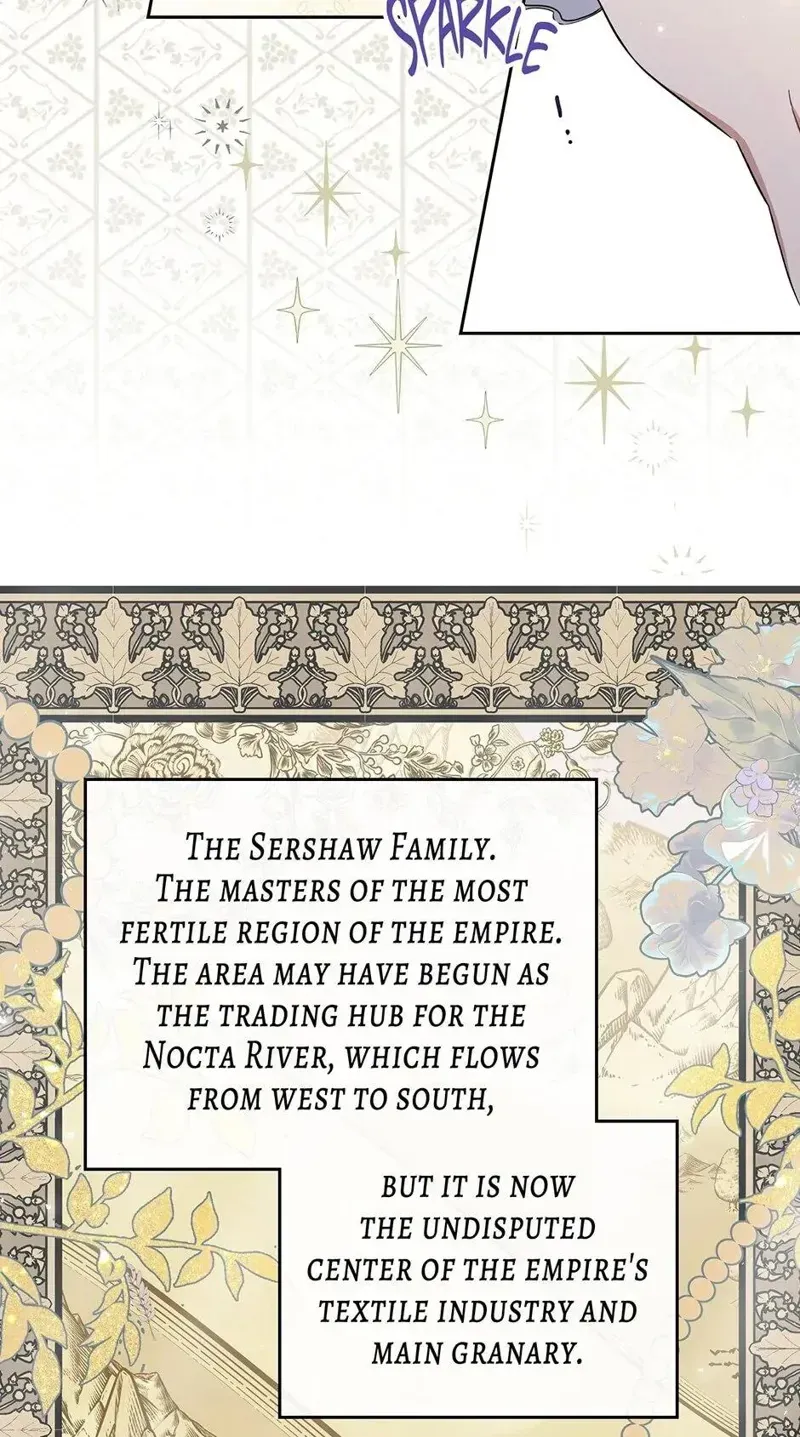 SPARKLE
THE SERSHAW FAMILY.
THE MASTERS OF THE MOST
FERTILE REGION OF THE EMPIRE.
THE AREA MAY HAVE BEGUN AS
THE TRADING HUB FOR THE
NOCTA RIVER, WHICH FLOWS
FROM WEST TO SOUTH,
BUT IT IS NOW
THE UNDISPUTED
CENTER OF THE EMPIRE'S
TEXTILE INDUSTRY AND
MAIN GRANARY.